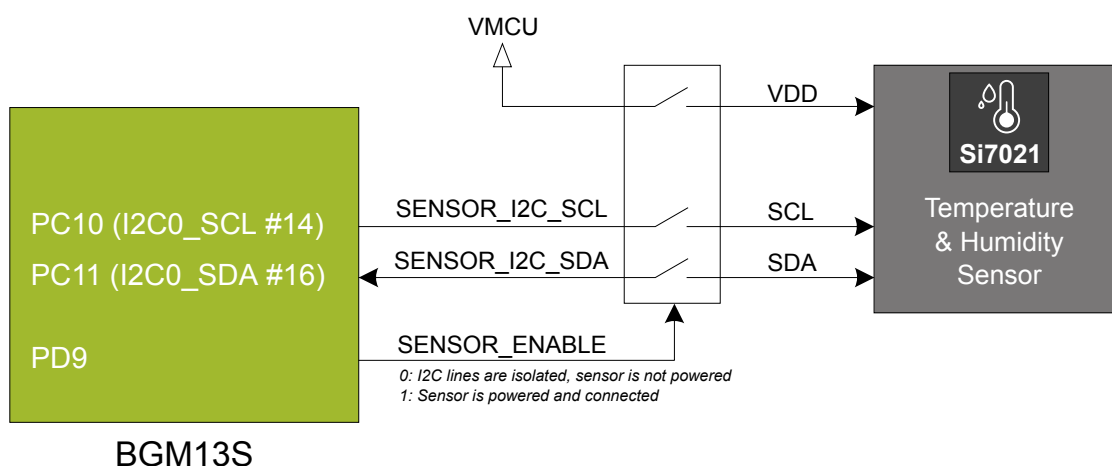 VMCU
VDD
Si7021
PC10 (I2C0_SCL #14)
SENSOR_I2C_SCL
SCL
Temperature
& Humidity
Sensor
PC11 (I2C0_SDA #16)
SENSOR_I2C_SDA
SDA
PD9
SENSOR_ENABLE
0: I2C lines are isolated, sensor is not powered
1: Sensor is powered and connected
BGM13S